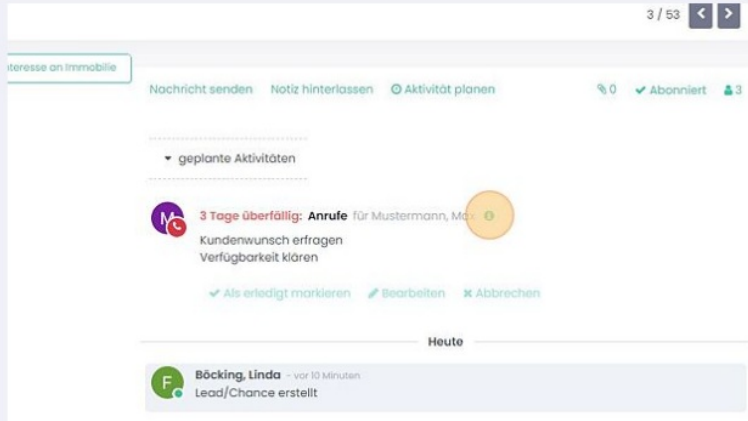 3 / 53
nteresse an Immobilie
Nachricht senden Notiz hinterlassen Aktivität planen 0 Abonniert 3
geplante Aktivitäten
M
3 Tage überfällig: Anrufe für Mustermann,
Kundenwunsch erfragen
Verfügbarkeit klären
Als erledigt markieren Bearbeiten Abbrechen
Heute
F
Böcking, Linda - vor 10 Minuten
Lead/Chance erstellt